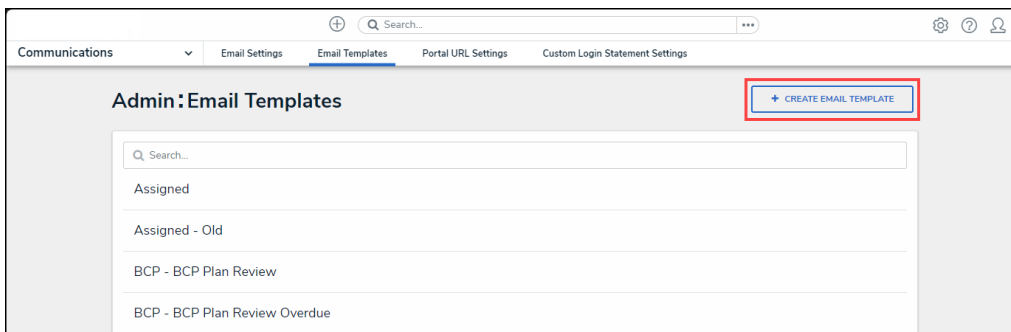 Search...
Communications Email Settings Email Templates Portal URL Settings Custom Login Statement Settings
Admin:Email Templates
+ CREATE EMAIL TEMPLATE
Search...
Assigned
Assigned - Old
BCP - BCP Plan Review
BCP - BCP Plan Review Overdue